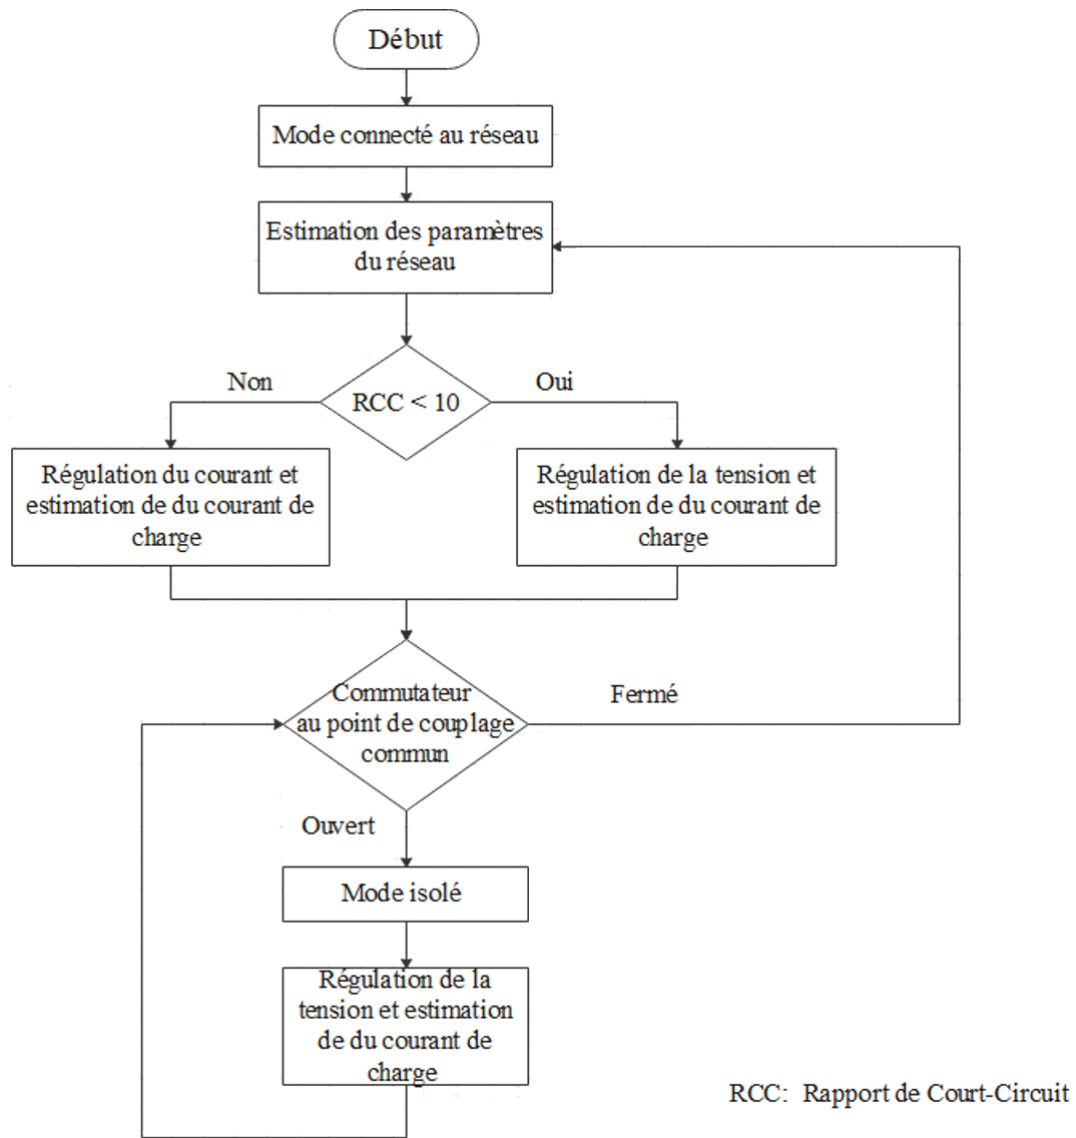 Début
Mode connecté au réseau
Estimation des paramètres
du réseau
Non
RCC < 10
Oui
Régulation du courant et
estimation de du courant de
charge
Régulation de la tension et
estimation de du courant de
charge
Commutateur
au point de couplage
commun
Fermé
Ouvert
Mode isolé
Régulation de la
tension et estimation
de du courant de
charge
RCC: Rapport de Court-Circuit